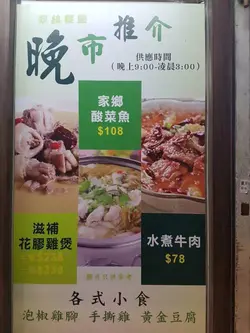 晚市推介
供應時間
(晚上9:00-凌晨3:00)
家鄉
酸菜魚
$108
滋補
花膠雞煲
水煮牛肉
$78
各式小食
泡椒雞腳 手撕雞 黃金豆腐